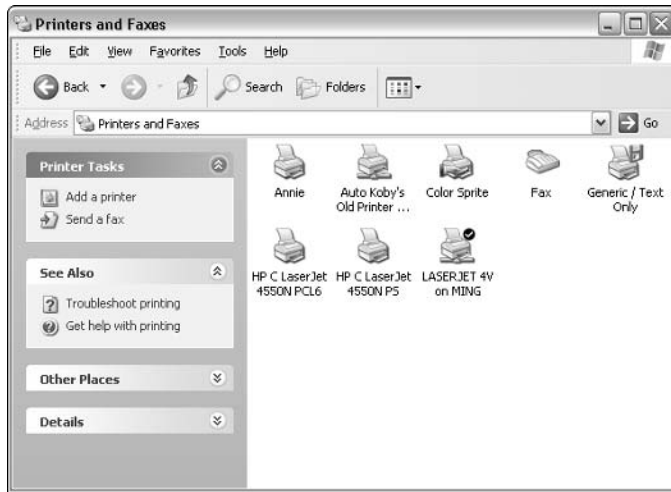 Printers and Faxes
File Edit View Favorites Tools Help
Back Search Folders
Address Printers and Faxes Go
Printer Tasks
Add a printer
Send a fax
See Also
Troubleshoot printing
Get help with printing
Other Places
Details
Annie
Auto Koby's
Old Printer ...
Color Sprite
Fax
Generic / Text
Only
HP C LaserJet
4550N PCL6
HP C LaserJet
4550N PS
LASERJET 4V
on MING